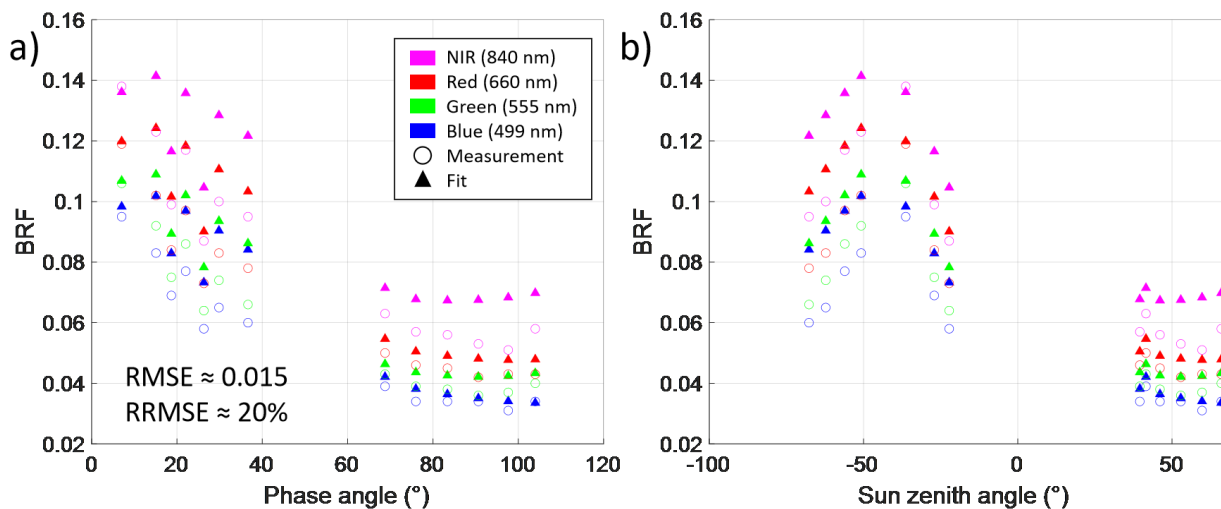 a)
0.16
0.14
0.12
0.1
0.08
0.06
0.04
0.02
BRF
0
20
40
60
80
100
120
Phase angle (°)
NIR (840 nm)
Red (660 nm)
Green (555 nm)
Blue (499 nm)
Measurement
Fit
RMSE ≈ 0.015
RRMSE ≈ 20%
b)
0.16
0.14
0.12
0.1
0.08
0.06
0.04
0.02
BRF
-100
-50
0
50
Sun zenith angle (°)